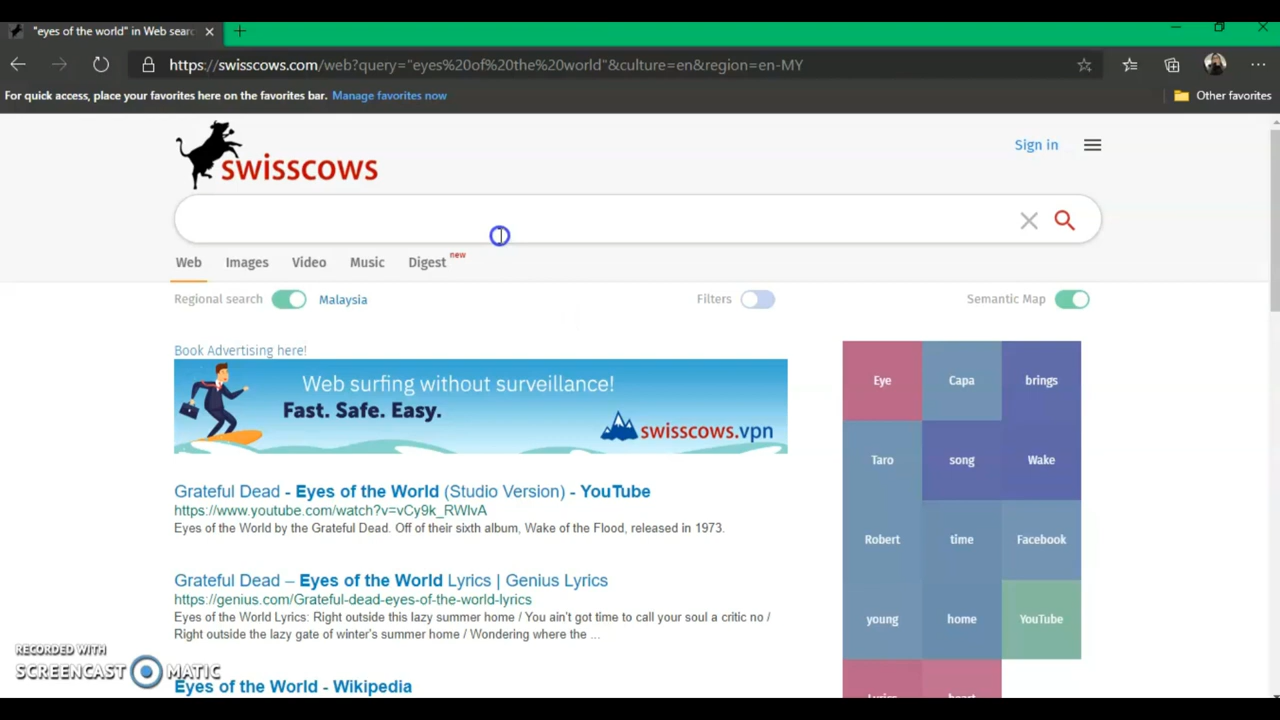 "eyes of the world" in Web searc
https://swisscows.com/web?query="eyes%20of%20the%20world"&culture=en&region=en-MY
For quick access, place your favorites here on the favorites bar. Manage favorites now
Other favorites
swisscows
Sign in
Web Images Video Music Digest new
Regional search Malaysia Filters Semantic Map
Book Advertising here!
Web surfing without surveillance!
Fast. Safe. Easy.
swisscows.vpn
Eye Capa brings
Taro song Wake
Robert time Facebook
young home YouTube
Lyrics heart
Grateful Dead - Eyes of the World (Studio Version) - YouTube
https://www.youtube.com/watch?v=vCy9k_RWlvA
Eyes of the World by the Grateful Dead. Off of their sixth album, Wake of the Flood, released in 1973.
Grateful Dead – Eyes of the World Lyrics | Genius Lyrics
https://genius.com/Grateful-dead-eyes-of-the-world-lyrics
Eyes of the World Lyrics: Right outside this lazy summer home / You ain't got time to call your soul a critic no /
Right outside the lazy gate of winter's summer home / Wondering where the ...
Eyes of the World - Wikipedia
RECORDED WITH
SCREENCAST MATIC